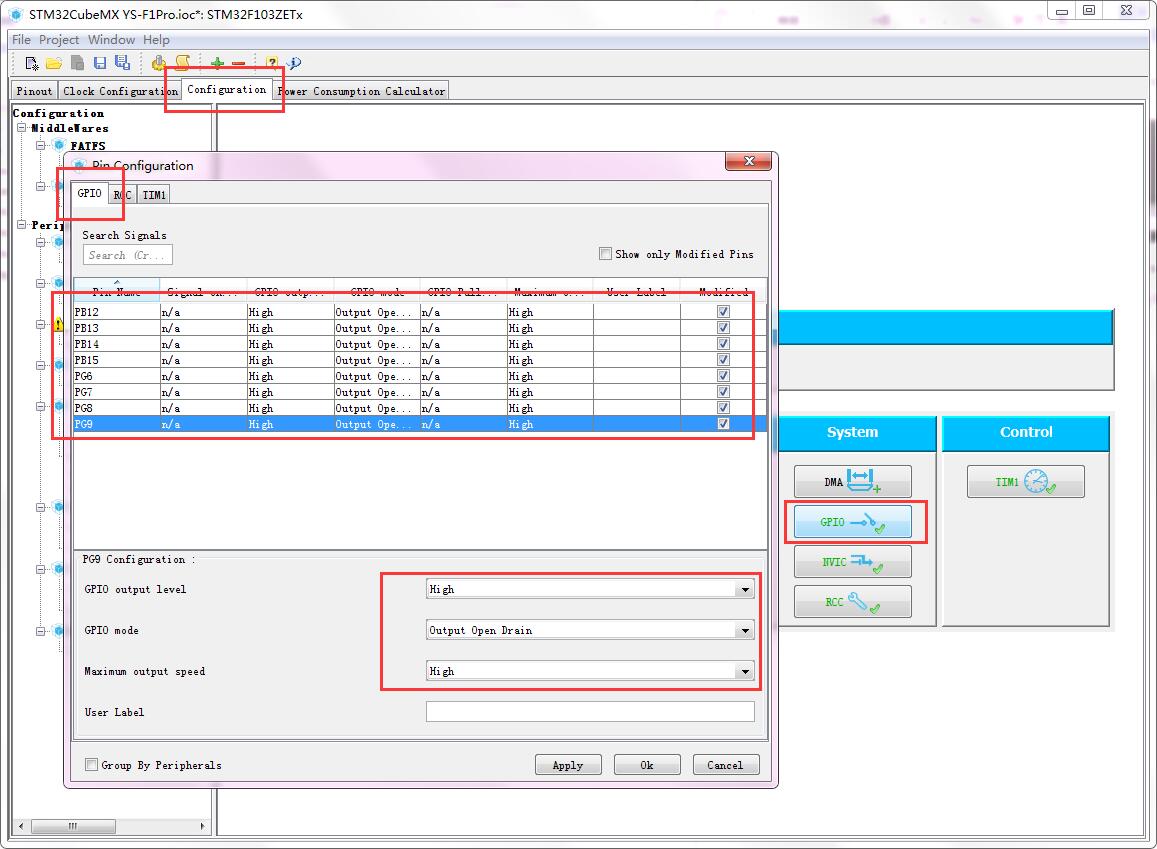 STM32CubeMX YS-F1Pro.ioc*: STM32F103ZETx
File Project Window Help
Pinout Clock Configuration Configuration Power Consumption Calculator
Configuration
MiddleWares
FATFS
Pin Configuration
GPIO RCC TIM1
Search Signals
Search (Cr...
Show only Modified Pins
Pin Name Signal on... GPIO outp... GPIO mode GPIO Pull... Maximum o... User Label Modified
PB12 n/a High Output Ope... n/a High
PB13 n/a High Output Ope... n/a High
PB14 n/a High Output Ope... n/a High
PB15 n/a High Output Ope... n/a High
PG6 n/a High Output Ope... n/a High
PG7 n/a High Output Ope... n/a High
PG8 n/a High Output Ope... n/a High
PG9 n/a High Output Ope... n/a High
PG9 Configuration :
GPIO output level High
GPIO mode Output Open Drain
Maximum output speed High
User Label
Group By Peripherals
Apply Ok Cancel
Perip
System
DMA
GPIO
NVIC
RCC
Control
TIM1